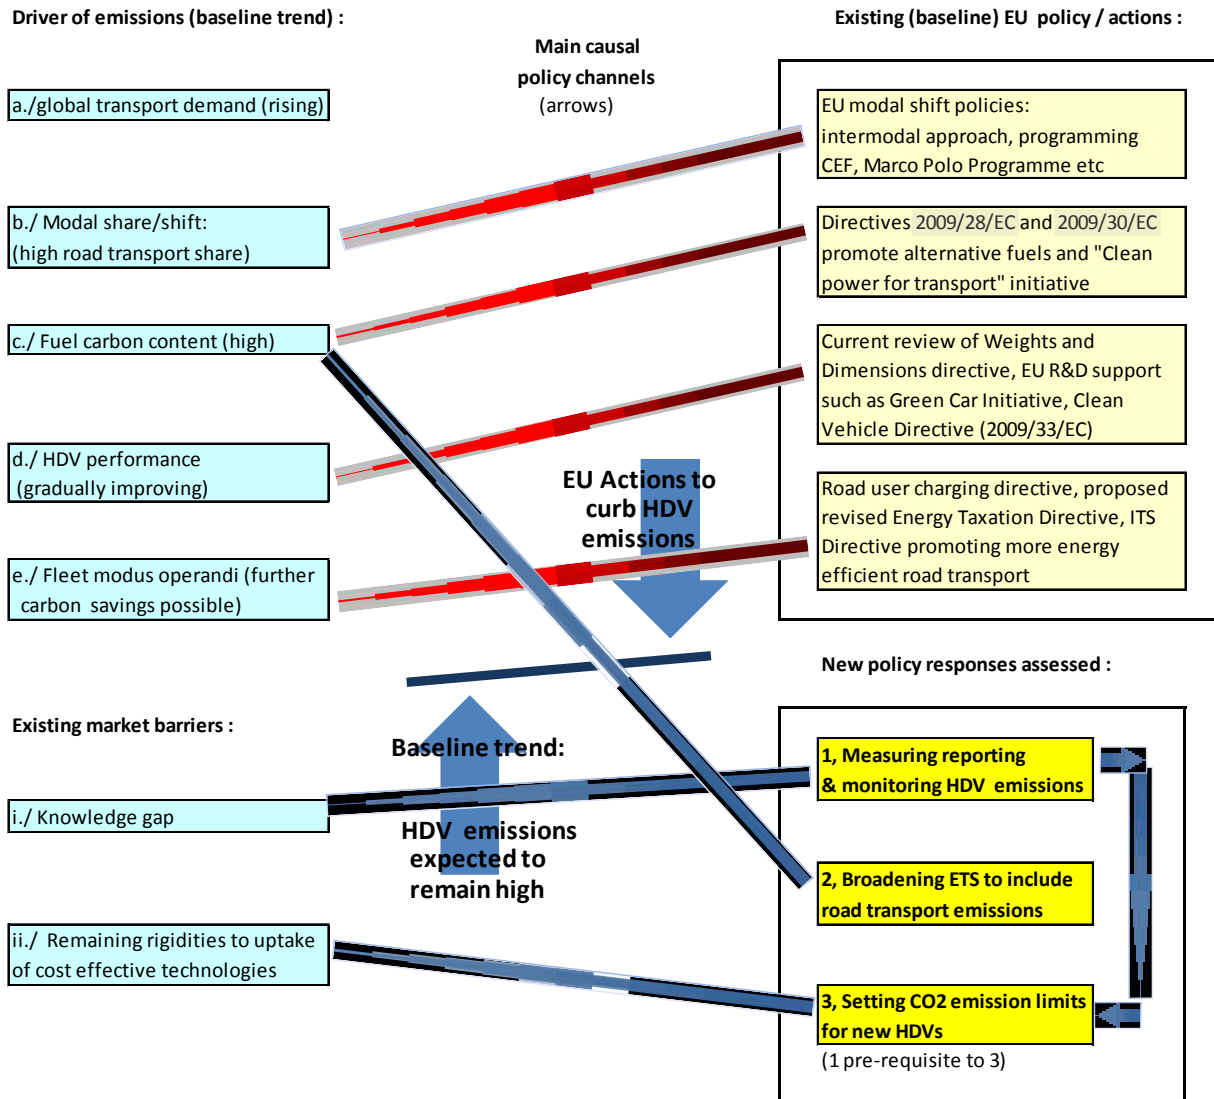 Driver of emissions (baseline trend) :
Existing (baseline) EU policy / actions :
Main causal
policy channels
(arrows)
a./global transport demand (rising)
EU modal shift policies:
intermodal approach, programming
CEF, Marco Polo Programme etc
b./ Modal share/shift:
(high road transport share)
Directives 2009/28/EC and 2009/30/EC
promote alternative fuels and "Clean
power for transport" initiative
c./ Fuel carbon content (high)
Current review of Weights and
Dimensions directive, EU R&D support
such as Green Car Initiative, Clean
Vehicle Directive (2009/33/EC)
d./ HDV performance
(gradually improving)
EU Actions to
curb HDV
emissions
Road user charging directive, proposed
revised Energy Taxation Directive, ITS
Directive promoting more energy
efficient road transport
e./ Fleet modus operandi (further
carbon savings possible)
New policy responses assessed :
Existing market barriers :
Baseline trend:
HDV emissions
expected to
remain high
1, Measuring reporting
& monitoring HDV emissions
i./ Knowledge gap
2, Broadening ETS to include
road transport emissions
ii./ Remaining rigidities to uptake
of cost effective technologies
3, Setting CO2 emission limits
for new HDVs
(1 pre-requisite to 3)